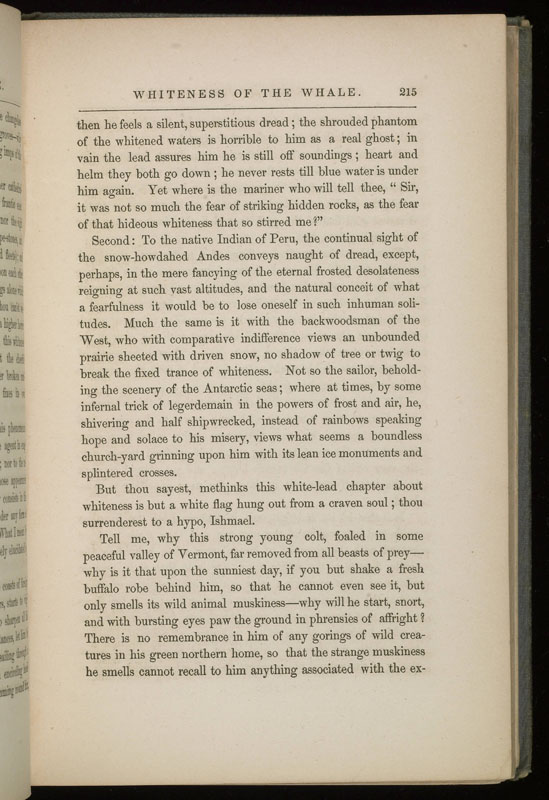 WHITENESS OF THE WHALE. 215
then he feels a silent, superstitious dread; the shrouded phantom
of the whitened waters is horrible to him as a real ghost; in
vain the lead assures him he is still off soundings; heart and
helm they both go down; he never rests till blue water is under
him again. Yet where is the mariner who will tell thee, “Sir,
it was not so much the fear of striking hidden rocks, as the fear
of that hideous whiteness that so stirred me?”
Second: To the native Indian of Peru, the continual sight of
the snow-howdahed Andes conveys naught of dread, except,
perhaps, in the mere fancying of the eternal frosted desolateness
reigning at such vast altitudes, and the natural conceit of what
a fearfulness it would be to lose oneself in such inhuman soli-
tudes. Much the same is it with the backwoodsman of the
West, who with comparative indifference views an unbounded
prairie sheeted with driven snow, no shadow of tree or twig to
break the fixed trance of whiteness. Not so the sailor, behold-
ing the scenery of the Antarctic seas; where at times, by some
infernal trick of legerdemain in the powers of frost and air, he,
shivering and half shipwrecked, instead of rainbows speaking
hope and solace to his misery, views what seems a boundless
church-yard grinning upon him with its lean ice monuments and
splintered crosses.
But thou sayest, methinks this white-lead chapter about
whiteness is but a white flag hung out from a craven soul; thou
surrenderest to a hypo, Ishmael.
Tell me, why this strong young colt, foaled in some
peaceful valley of Vermont, far removed from all beasts of prey—
why is it that upon the sunniest day, if you but shake a fresh
buffalo robe behind him, so that he cannot even see it, but
only smells its wild animal muskiness—why will he start, snort,
and with bursting eyes paw the ground in phrensies of affright?
There is no remembrance in him of any gorings of wild crea-
tures in his green northern home, so that the strange muskiness
he smells cannot recall to him anything associated with the ex-